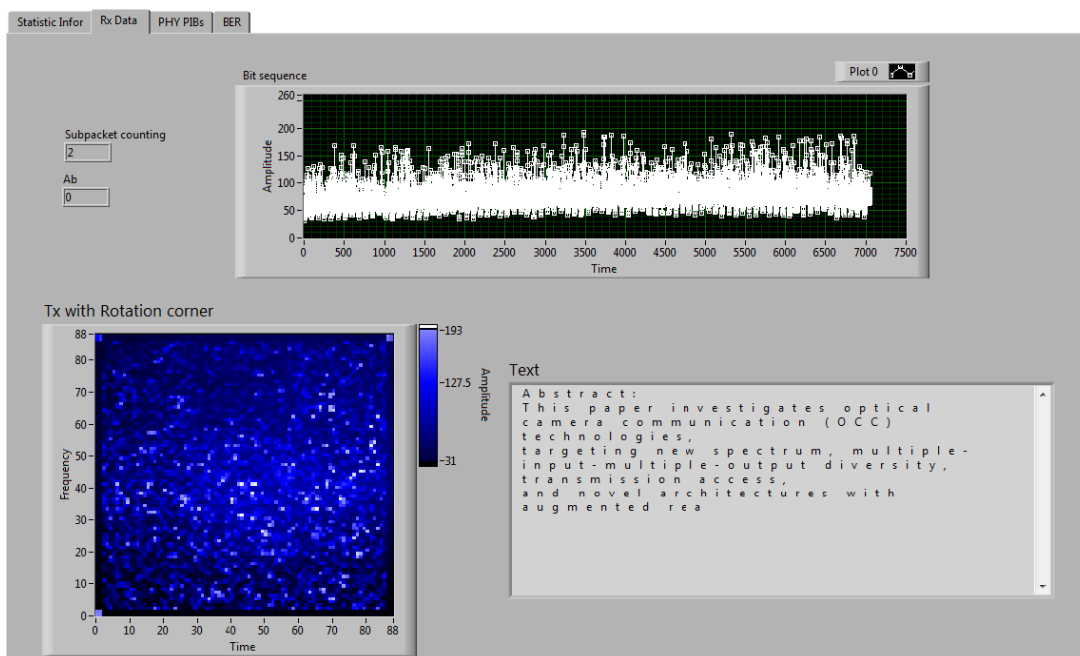 Statistic Infor Rx Data PHY PIBs BER
Plot 0
Bit sequence
260
200
150
100
50
0
Amplitude
0 500 1000 1500 2000 2500 3000 3500 4000 4500 5000 5500 6000 6500 7000 7500
Time
Subpacket counting
2
Ab
0
Tx with Rotation corner
88
80
70
60
50
40
30
20
10
0
Frequency
0 10 20 30 40 50 60 70 80 88
Time
193
127.5
31
Amplitude
Text
Abstract:
This paper investigates optical
camera communication (OCC)
technologies,
targeting new spectrum, multiple-
input-multiple-output diversity,
transmission access,
and novel architectures with
augmented rea